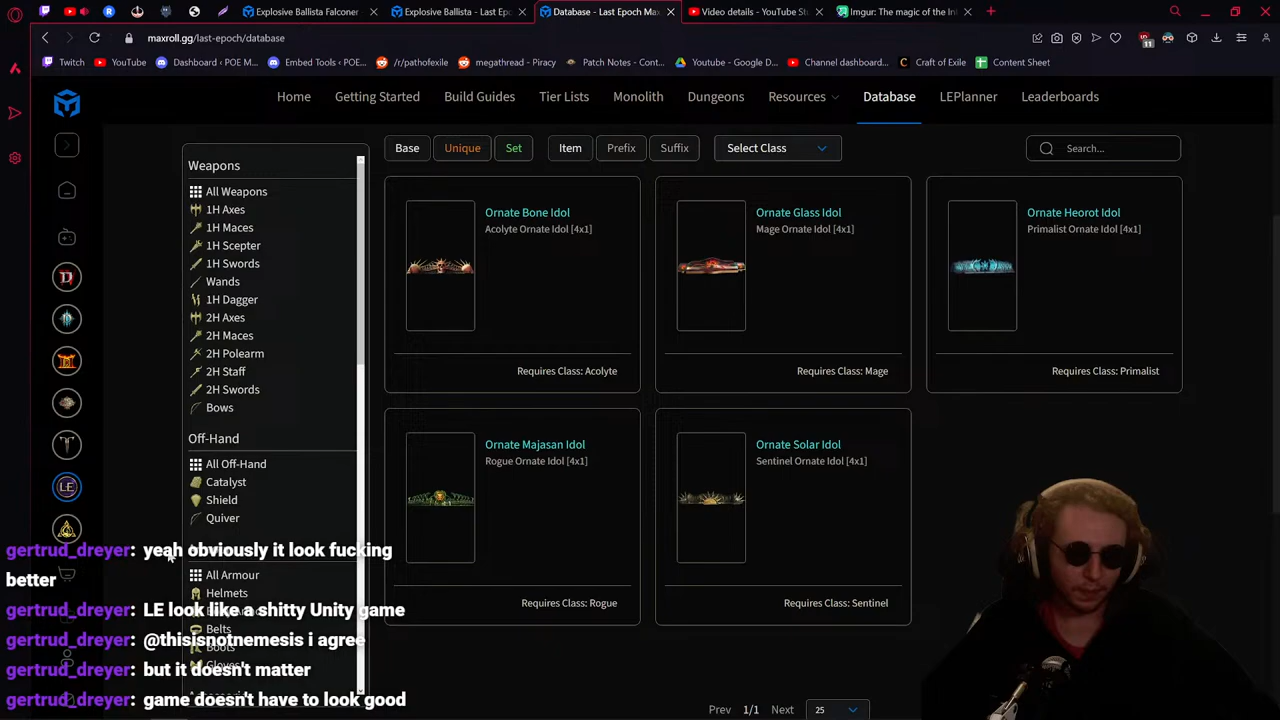 Explosive Ballista Falconer
Explosive Ballista - Last Ep
Database - Last Epoch Max
Video details - YouTube St
Imgur: The magic of the In
maxroll.gg/last-epoch/database
11
Twitch
YouTube
Dashboard ‹ POE M...
Embed Tools ‹ POE...
/r/pathofexile
megathread - Piracy
Patch Notes - Cont...
Youtube - Google D...
Channel dashboard...
Craft of Exile
Content Sheet
Home
Getting Started
Build Guides
Tier Lists
Monolith
Dungeons
Resources
Database
LEPlanner
Leaderboards
Base
Unique
Set
Item
Prefix
Suffix
Select Class
Search...
Weapons
All Weapons
1H Axes
1H Maces
1H Scepter
1H Swords
Wands
1H Dagger
2H Axes
2H Maces
2H Polearm
2H Staff
2H Swords
Bows
Off-Hand
All Off-Hand
Catalyst
Shield
Quiver
All Armour
Helmets
Belts
Boots
Gloves
Ornate Bone Idol
Acolyte Ornate Idol [4x1]
Requires Class: Acolyte
Ornate Glass Idol
Mage Ornate Idol [4x1]
Requires Class: Mage
Ornate Heorot Idol
Primalist Ornate Idol [4x1]
Requires Class: Primalist
Ornate Majasan Idol
Rogue Ornate Idol [4x1]
Requires Class: Rogue
Ornate Solar Idol
Sentinel Ornate Idol [4x1]
Requires Class: Sentinel
Prev 1/1 Next 25
gertrud_dreyer: yeah obviously it look fucking
better
gertrud_dreyer: LE look like a shitty Unity game
gertrud_dreyer: @thisisnotnemesis i agree
gertrud_dreyer: but it doesn't matter
gertrud_dreyer: game doesn't have to look good